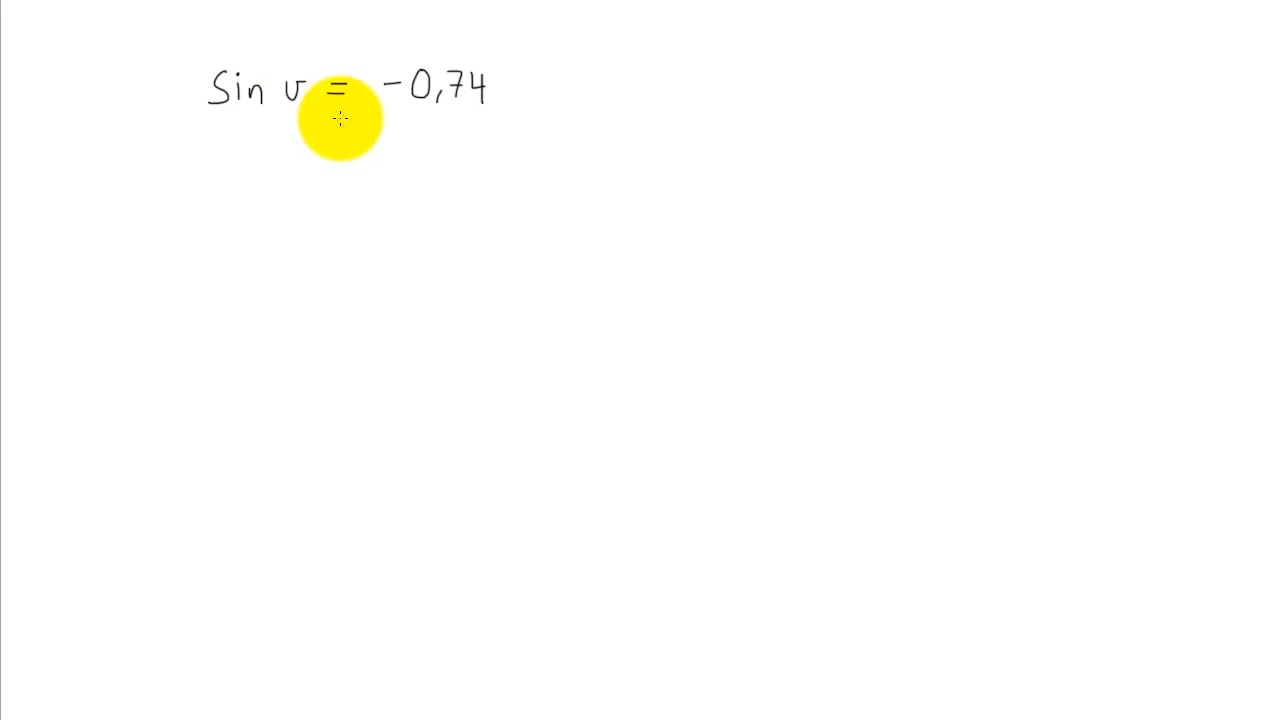 Sin v = -0,74